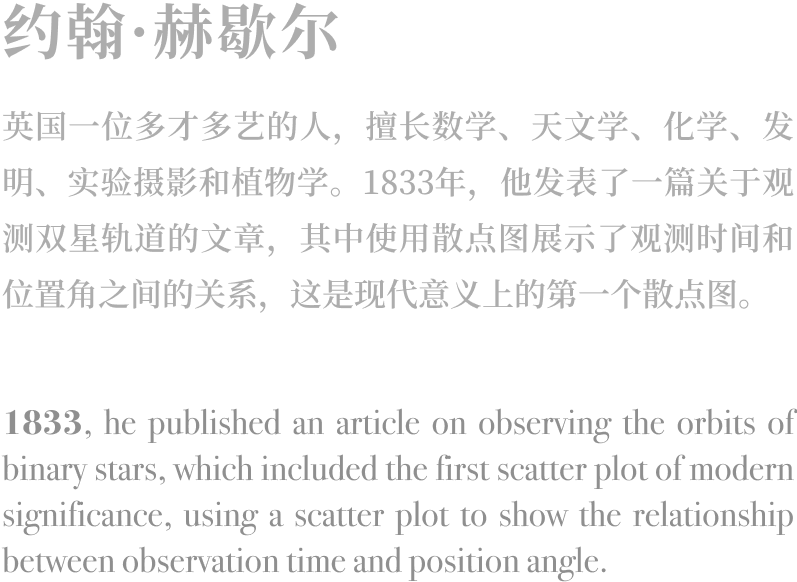 约翰·赫歇尔
英国一位多才多艺的人，擅长数学、天文学、化学、发
明、实验摄影和植物学。1833年，他发表了一篇关于观
测双星轨道的文章，其中使用散点图展示了观测时间和
位置角之间的关系，这是现代意义上的第一个散点图。
1833, he published an article on observing the orbits of
binary stars, which included the first scatter plot of modern
significance, using a scatter plot to show the relationship
between observation time and position angle.